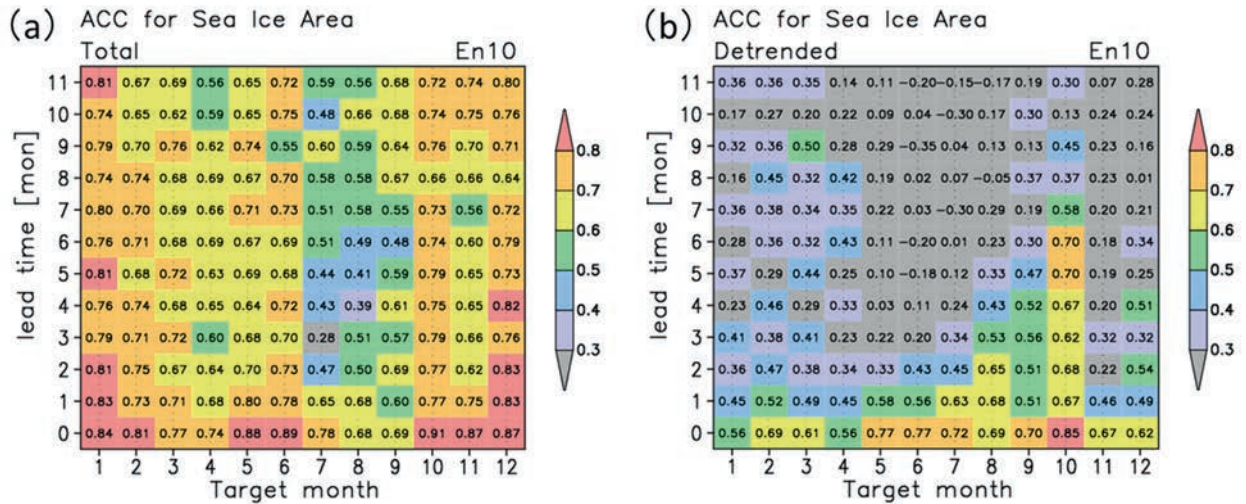 (a) ACC for Sea Ice Area
Total En10
11 0.81 0.67 0.69 0.56 0.65 0.72 0.59 0.56 0.68 0.72 0.74 0.80
10 0.74 0.65 0.62 0.59 0.65 0.75 0.48 0.66 0.68 0.74 0.75 0.76
9 0.79 0.70 0.76 0.62 0.74 0.55 0.60 0.59 0.64 0.76 0.70 0.71
8 0.74 0.74 0.68 0.69 0.67 0.70 0.58 0.58 0.67 0.66 0.66 0.64
7 0.80 0.70 0.69 0.66 0.71 0.73 0.51 0.58 0.55 0.73 0.56 0.72
6 0.76 0.71 0.68 0.69 0.67 0.69 0.51 0.49 0.48 0.74 0.60 0.79
5 0.81 0.68 0.72 0.63 0.69 0.68 0.44 0.41 0.59 0.79 0.65 0.73
4 0.76 0.74 0.68 0.65 0.64 0.72 0.43 0.39 0.61 0.75 0.65 0.82
3 0.79 0.71 0.72 0.60 0.68 0.70 0.28 0.51 0.57 0.79 0.66 0.76
2 0.81 0.75 0.67 0.64 0.70 0.73 0.47 0.50 0.69 0.77 0.62 0.83
1 0.83 0.73 0.71 0.68 0.80 0.78 0.65 0.68 0.60 0.77 0.75 0.83
0 0.84 0.81 0.77 0.74 0.88 0.89 0.78 0.68 0.69 0.91 0.87 0.87
1 2 3 4 5 6 7 8 9 10 11 12
Target month
lead time [mon]
0.8
0.7
0.6
0.5
0.4
0.3
(b) ACC for Sea Ice Area
Detrended En10
11 0.36 0.36 0.35 0.14 0.11 -0.20 -0.15 -0.17 0.19 0.30 0.07 0.28
10 0.17 0.27 0.20 0.22 0.09 0.04 -0.30 0.17 0.30 0.13 0.24 0.24
9 0.32 0.36 0.50 0.28 0.29 -0.35 0.04 0.13 0.13 0.45 0.23 0.16
8 0.16 0.45 0.32 0.42 0.19 0.02 0.07 -0.05 0.37 0.37 0.23 0.01
7 0.36 0.38 0.34 0.35 0.22 0.03 -0.30 0.29 0.19 0.58 0.20 0.21
6 0.28 0.36 0.32 0.43 0.11 -0.20 0.01 0.23 0.30 0.70 0.18 0.34
5 0.37 0.29 0.44 0.25 0.10 -0.18 0.12 0.33 0.47 0.70 0.19 0.25
4 0.23 0.46 0.29 0.33 0.03 0.11 0.24 0.43 0.52 0.67 0.20 0.51
3 0.41 0.38 0.41 0.23 0.22 0.20 0.34 0.53 0.56 0.62 0.32 0.32
2 0.36 0.47 0.38 0.34 0.33 0.43 0.45 0.65 0.51 0.68 0.22 0.54
1 0.45 0.52 0.49 0.45 0.58 0.56 0.63 0.68 0.51 0.67 0.46 0.49
0 0.56 0.69 0.61 0.56 0.77 0.77 0.72 0.69 0.70 0.85 0.67 0.62
1 2 3 4 5 6 7 8 9 10 11 12
Target month
lead time [mon]
0.8
0.7
0.6
0.5
0.4
0.3